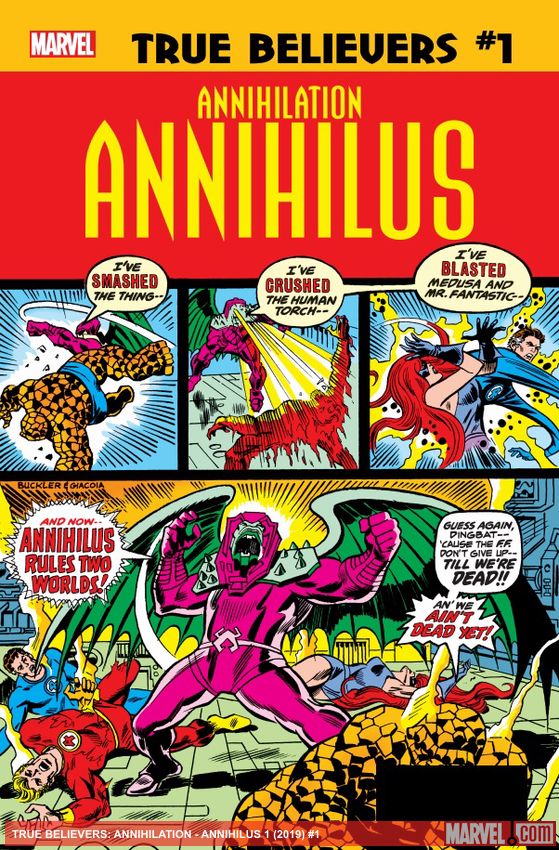 MARVEL
TRUE BELIEVERS #1
ANNIHILATION
ANNIHILUS
I'VE
SMASHED
THE THING--
I'VE
CRUSHED
THE HUMAN
TORCH--
I'VE
BLASTED
MEDUSA AND
MR. FANTASTIC--
BUCKLER & GIACOIA
AND NOW--
ANNIHILUS
RULES TWO
WORLDS!
GUESS AGAIN,
DINGBAT--
'CAUSE THE F.F.
DON'T GIVE UP--
TILL WE'RE
DEAD!!
AN' WE
AIN'T
DEAD YET!
TRUE BELIEVERS: ANNIHILATION - ANNIHILUS 1 (2019) #1
MARVEL.com